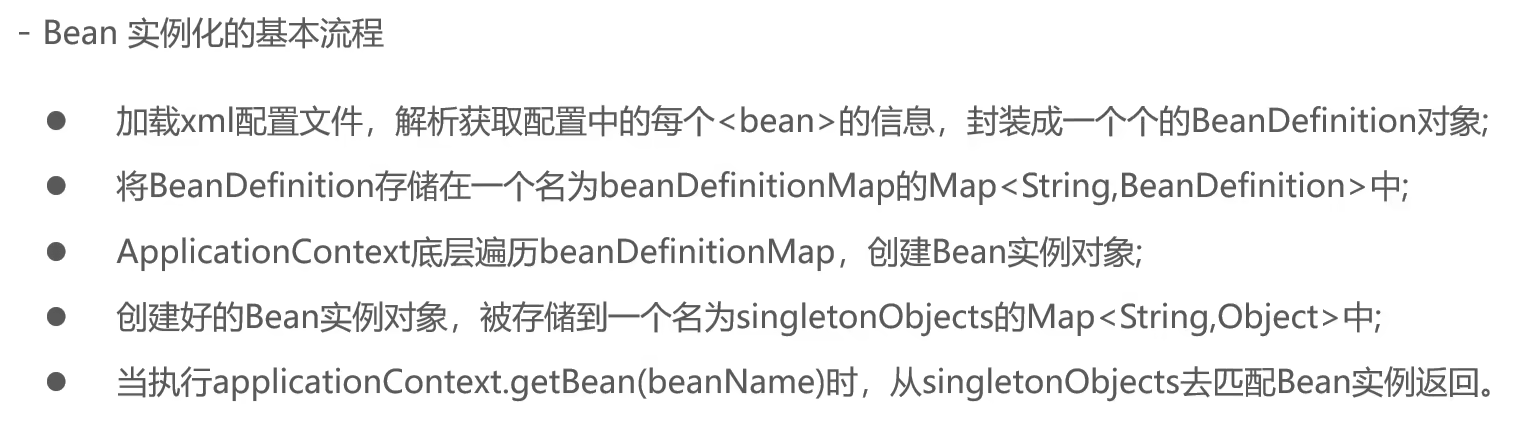 - Bean 实例化的基本流程
● 加载xml配置文件，解析获取配置中的每个<bean>的信息，封装成一个个的BeanDefinition对象;
● 将BeanDefinition存储在一个名为beanDefinitionMap的Map<String,BeanDefinition>中;
● ApplicationContext底层遍历beanDefinitionMap，创建Bean实例对象;
● 创建好的Bean实例对象，被存储到一个名为singletonObjects的Map<String,Object>中;
● 当执行applicationContext.getBean(beanName)时，从singletonObjects去匹配Bean实例返回。